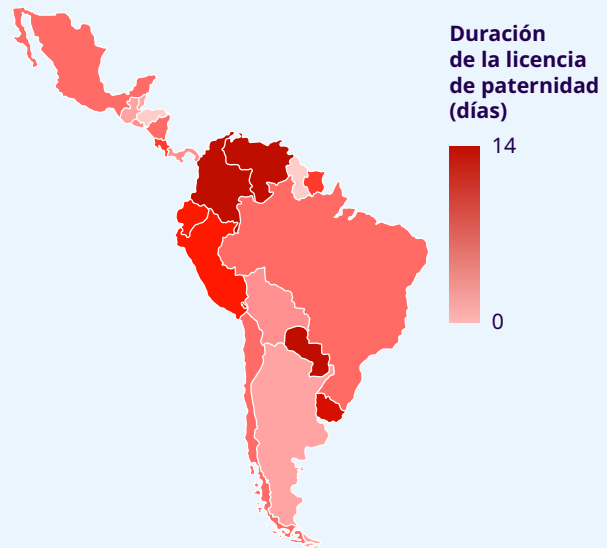 Duración
de la licencia
de paternidad
(días)
14
0